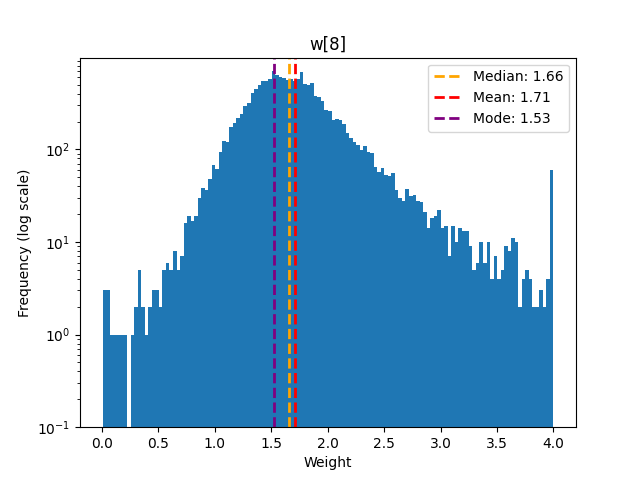 w[8]
Median: 1.66
Mean: 1.71
Mode: 1.53
Frequency (log scale)
10²
10¹
10⁰
10⁻¹
0.0 0.5 1.0 1.5 2.0 2.5 3.0 3.5 4.0
Weight